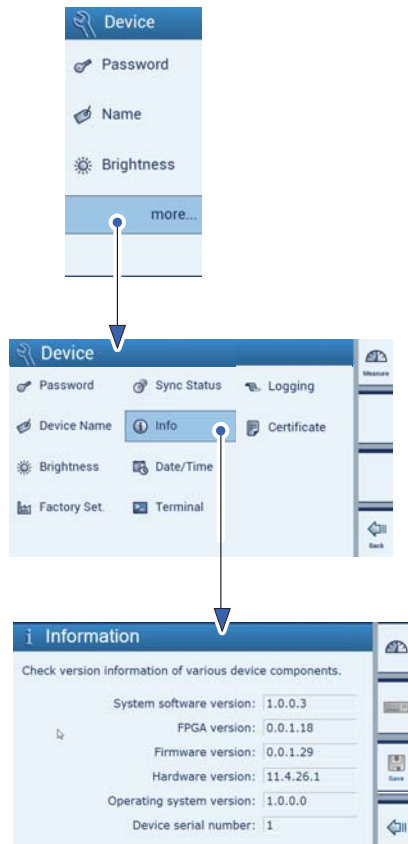 Device
Password
Name
Brightness
more...
Device
Measure
Password
Sync Status
Logging
Device Name
Info
Certificate
Brightness
Date/Time
Factory Set.
Terminal
Back
i Information
Check version information of various device components.
System software version: 1.0.0.3
FPGA version: 0.0.1.18
Firmware version: 0.0.1.29
Save
Hardware version: 11.4.26.1
Operating system version: 1.0.0.0
Device serial number: 1